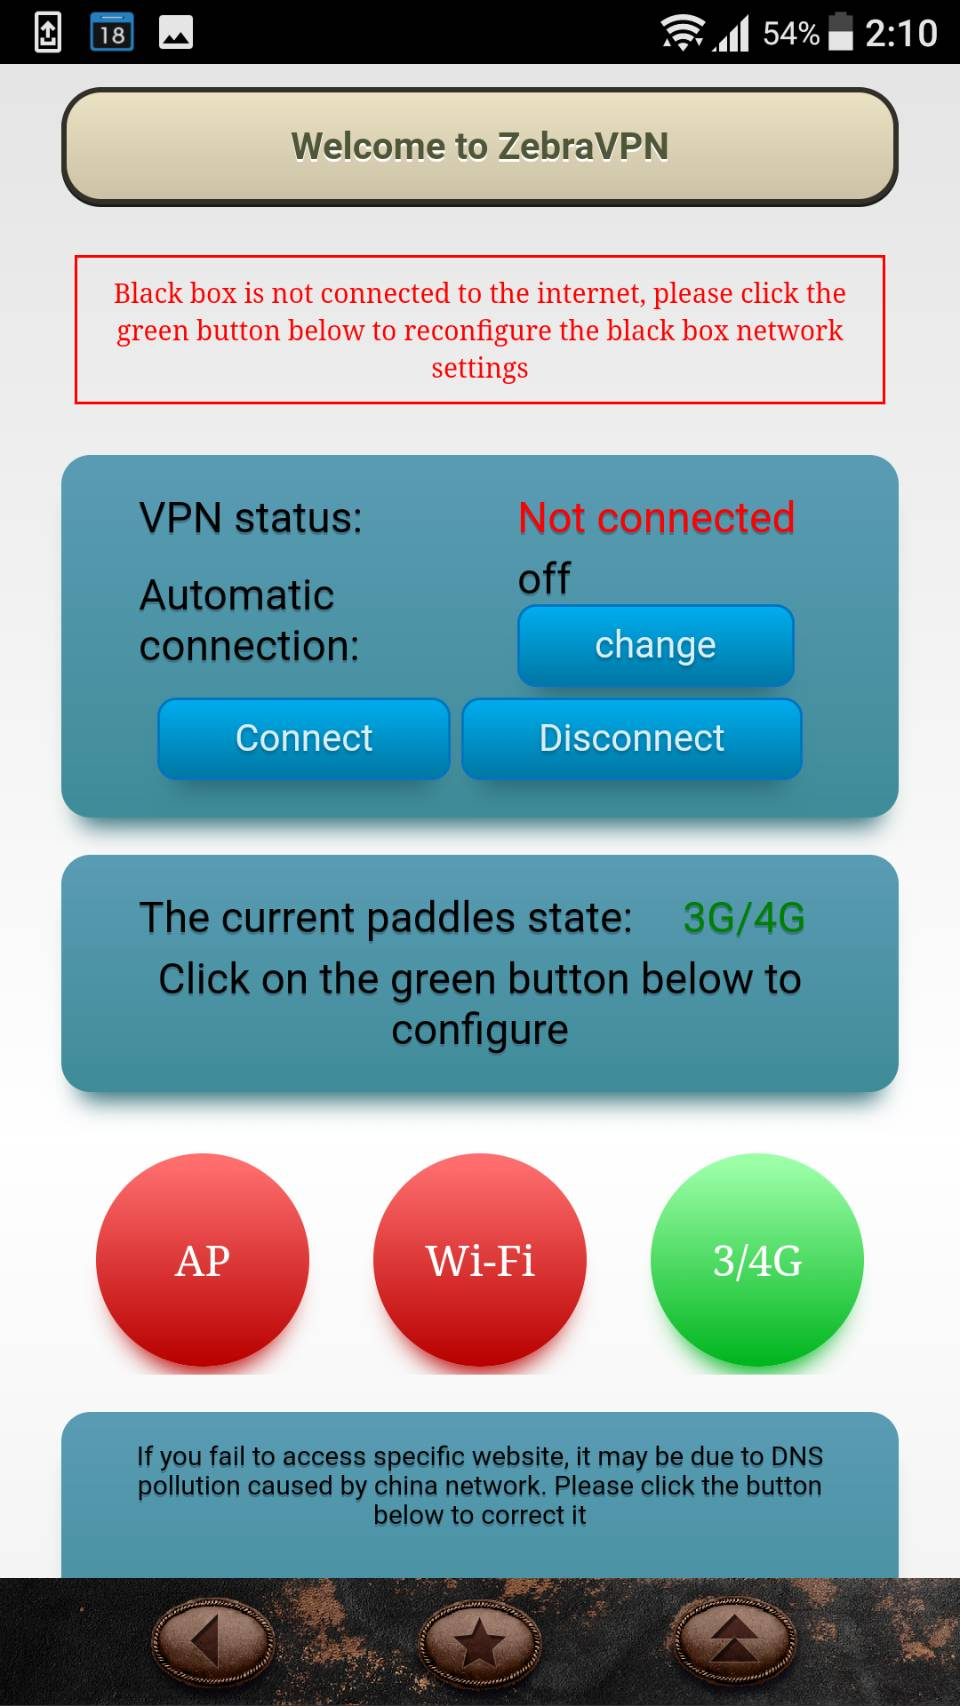 18
54%
2:10
Welcome to ZebraVPN
Black box is not connected to the internet, please click the
green button below to reconfigure the black box network
settings
VPN status:
Not connected
Automatic
connection:
off
change
Connect
Disconnect
The current paddles state:
3G/4G
Click on the green button below to
configure
AP
Wi-Fi
3/4G
If you fail to access specific website, it may be due to DNS
pollution caused by china network. Please click the button
below to correct it